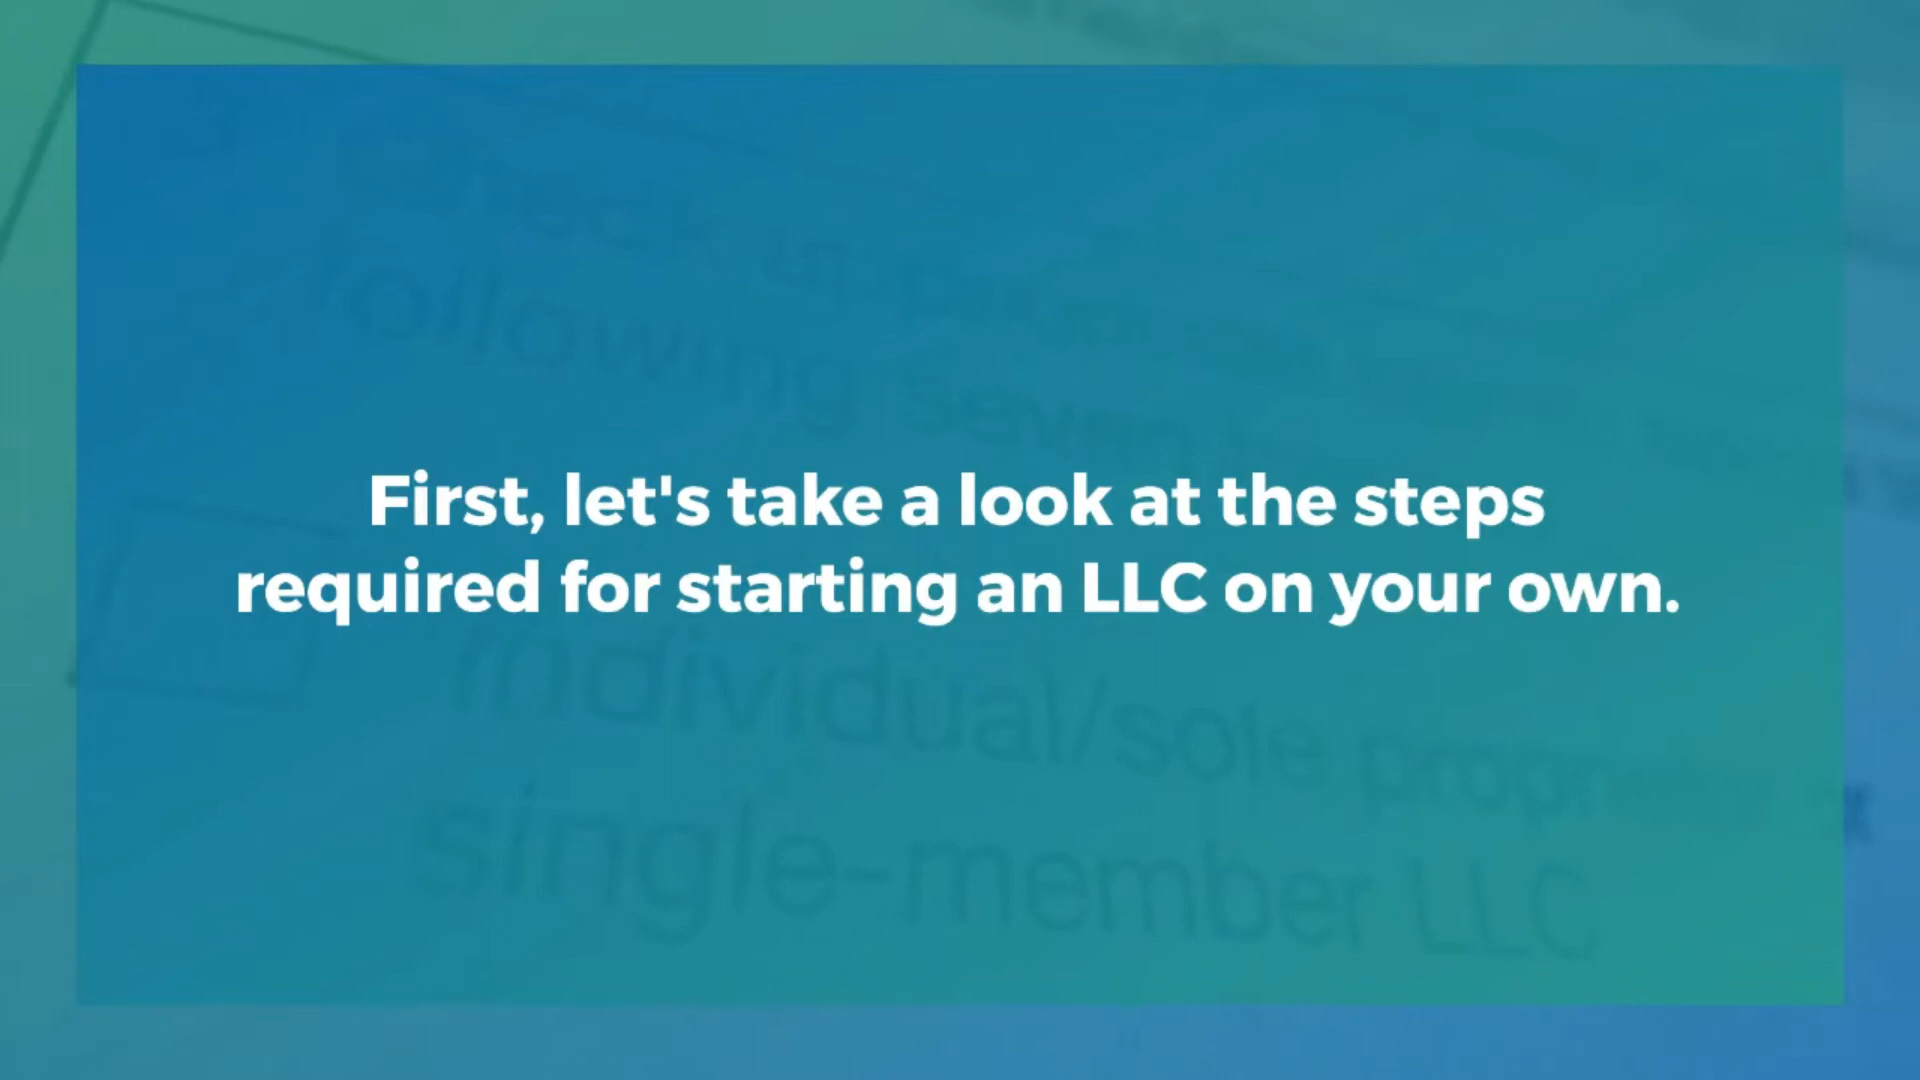 following seven
First, let's take a look at the steps
required for starting an LLC on your own.
Individual/sole
single-member LLC